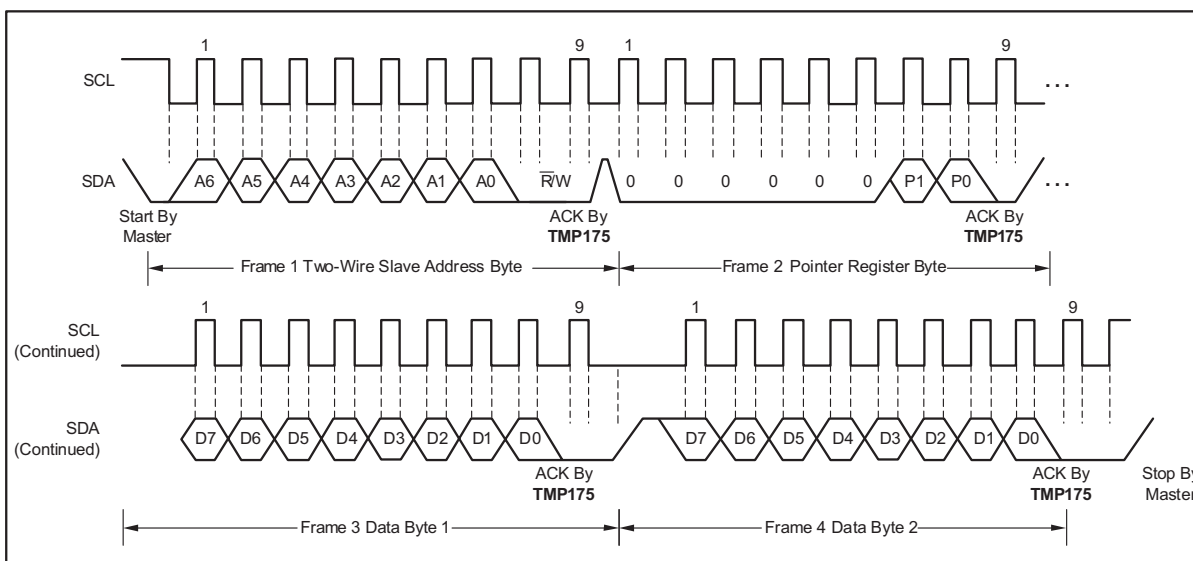 1 9 1 9
SCL ...
SDA A6 A5 A4 A3 A2 A1 A0 R̅/W 0 0 0 0 0 0 P1 P0 ...
Start By Master
ACK By TMP175
ACK By TMP175
Frame 1 Two-Wire Slave Address Byte
Frame 2 Pointer Register Byte
1 9 1 9
SCL
(Continued)
SDA
(Continued)
D7 D6 D5 D4 D3 D2 D1 D0 D7 D6 D5 D4 D3 D2 D1 D0
ACK By
TMP175
ACK By
TMP175
Stop By
Master
Frame 3 Data Byte 1
Frame 4 Data Byte 2